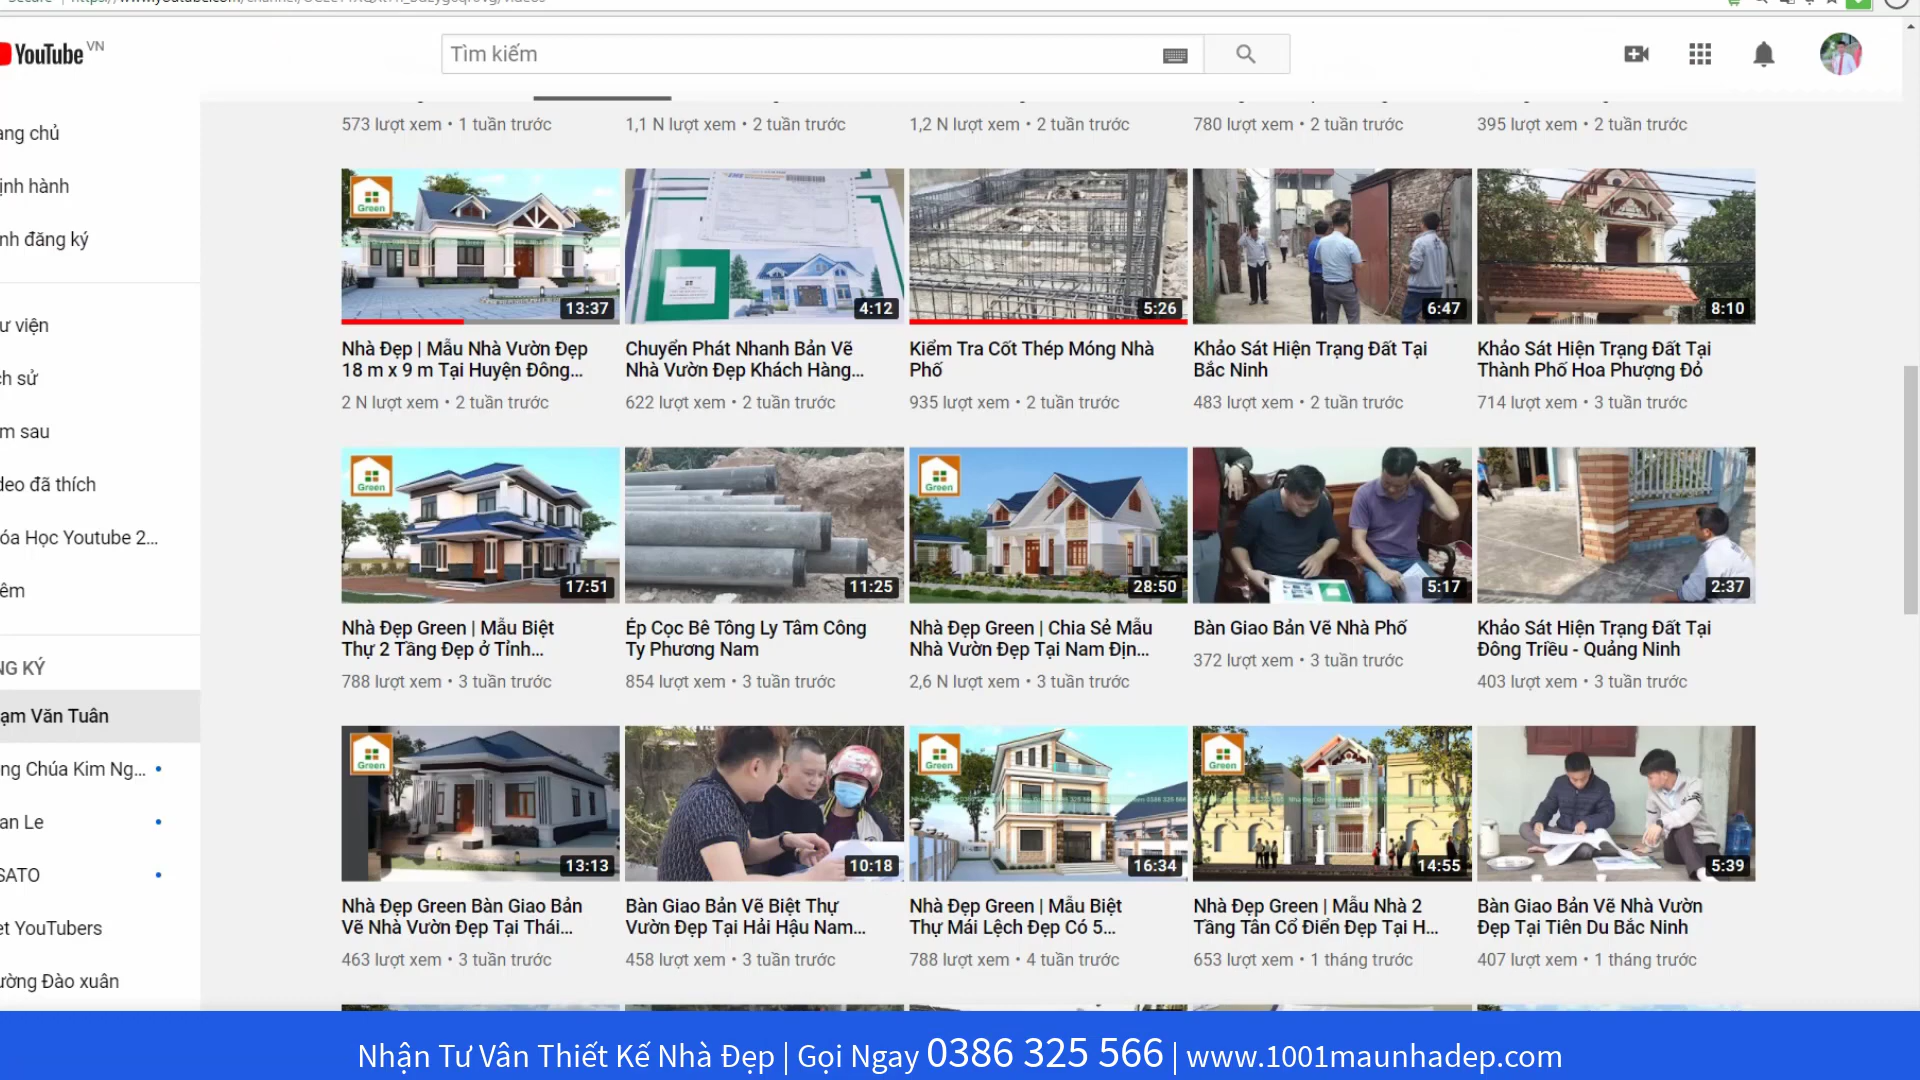 YouTube VN
Tìm kiếm
573 lượt xem • 1 tuần trước
1,1 N lượt xem • 2 tuần trước
1,2 N lượt xem • 2 tuần trước
780 lượt xem • 2 tuần trước
395 lượt xem • 2 tuần trước
ang chủ
ịnh hành
nh đăng ký
ư viện
ch sử
m sau
deo đã thích
óa Học Youtube 2...
êm
NG KÝ
ạm Văn Tuân
ng Chúa Kim Ng...
an Le
SATO
et YouTubers
ường Đào xuân
Green
13:37
4:12
5:26
6:47
8:10
Nhà Đẹp | Mẫu Nhà Vườn Đẹp
18 m x 9 m Tại Huyện Đông...
2 N lượt xem • 2 tuần trước
Chuyển Phát Nhanh Bản Vẽ
Nhà Vườn Đẹp Khách Hàng...
622 lượt xem • 2 tuần trước
Kiểm Tra Cốt Thép Móng Nhà
Phố
935 lượt xem • 2 tuần trước
Khảo Sát Hiện Trạng Đất Tại
Bắc Ninh
483 lượt xem • 2 tuần trước
Khảo Sát Hiện Trạng Đất Tại
Thành Phố Hoa Phượng Đỏ
714 lượt xem • 3 tuần trước
Green
17:51
11:25
Green
28:50
5:17
2:37
Nhà Đẹp Green | Mẫu Biệt
Thự 2 Tầng Đẹp ở Tỉnh...
788 lượt xem • 3 tuần trước
Ép Cọc Bê Tông Ly Tâm Công
Ty Phương Nam
854 lượt xem • 3 tuần trước
Nhà Đẹp Green | Chia Sẻ Mẫu
Nhà Vườn Đẹp Tại Nam Địn...
2,6 N lượt xem • 3 tuần trước
Bàn Giao Bản Vẽ Nhà Phố
372 lượt xem • 3 tuần trước
Khảo Sát Hiện Trạng Đất Tại
Đông Triều - Quảng Ninh
403 lượt xem • 3 tuần trước
Green
13:13
10:18
Green
16:34
Green
14:55
5:39
Nhà Đẹp Green Bàn Giao Bản
Vẽ Nhà Vườn Đẹp Tại Thái...
463 lượt xem • 3 tuần trước
Bàn Giao Bản Vẽ Biệt Thự
Vườn Đẹp Tại Hải Hậu Nam...
458 lượt xem • 3 tuần trước
Nhà Đẹp Green | Mẫu Biệt
Thự Mái Lệch Đẹp Có 5...
788 lượt xem • 4 tuần trước
Nhà Đẹp Green | Mẫu Nhà 2
Tầng Tân Cổ Điển Đẹp Tại H...
653 lượt xem • 1 tháng trước
Bàn Giao Bản Vẽ Nhà Vườn
Đẹp Tại Tiên Du Bắc Ninh
407 lượt xem • 1 tháng trước
Nhận Tư Vân Thiết Kế Nhà Đẹp | Gọi Ngay 0386 325 566 | www.1001maunhadep.com